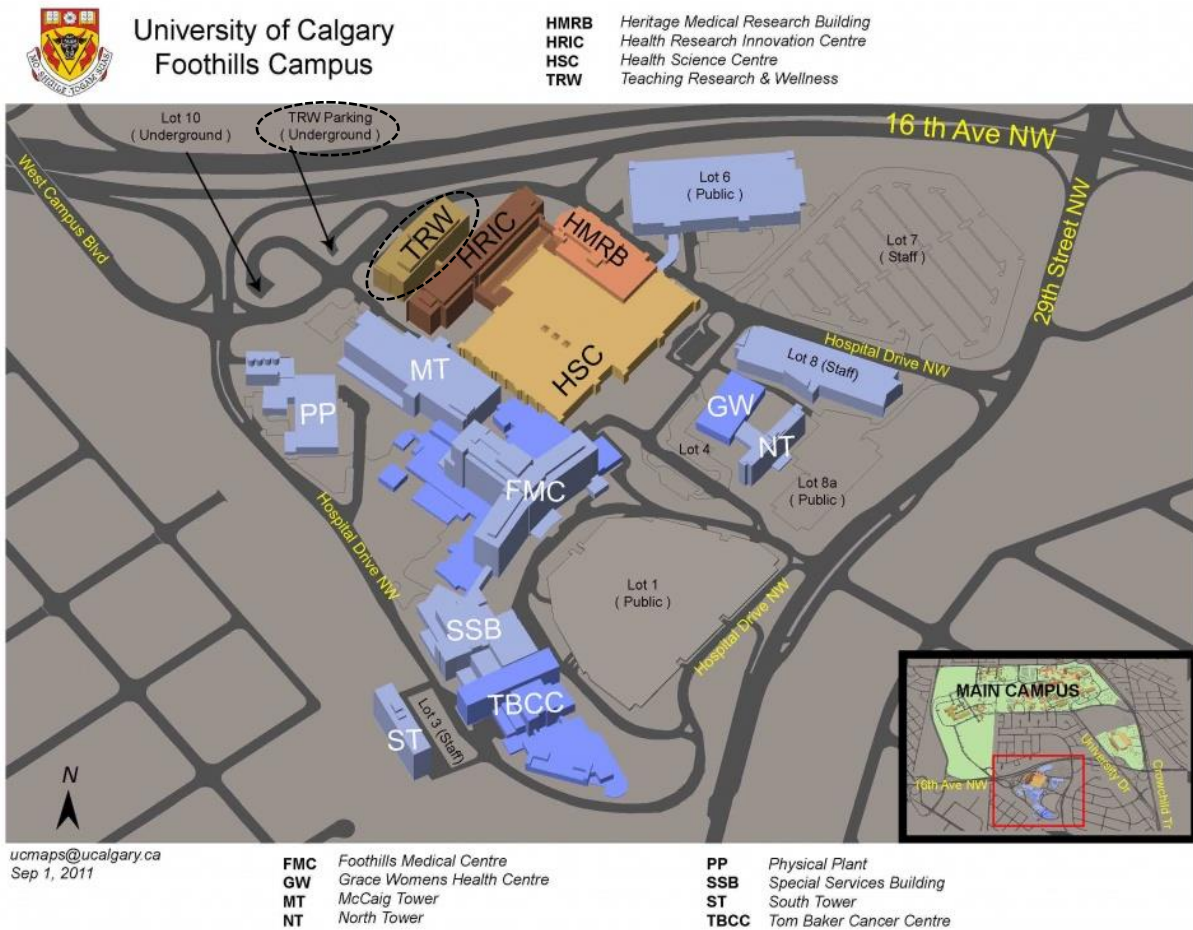 University of Calgary
Foothills Campus
HMRB Heritage Medical Research Building
HRIC Health Research Innovation Centre
HSC Health Science Centre
TRW Teaching Research & Wellness
Lot 10
( Underground )
TRW Parking
( Underground )
16 th Ave NW
West Campus Blvd
Lot 6
( Public )
TRW
HRIC
HMRB
Lot 7
( Staff )
29th Street NW
Hospital Drive NW
Lot 8 (Staff)
MT
HSC
PP
GW
Lot 4
NT
Lot 8a
( Public )
FMC
Hospital Drive NW
Lot 1
( Public )
Hospital Drive NW
SSB
TBCC
ST
Lot 3 (Staff)
N
MAIN CAMPUS
University Dr
16th Ave NW
Crowchild Tr
ucmaps@ucalgary.ca
Sep 1, 2011
FMC Foothills Medical Centre
GW Grace Womens Health Centre
MT McCaig Tower
NT North Tower
PP Physical Plant
SSB Special Services Building
ST South Tower
TBCC Tom Baker Cancer Centre